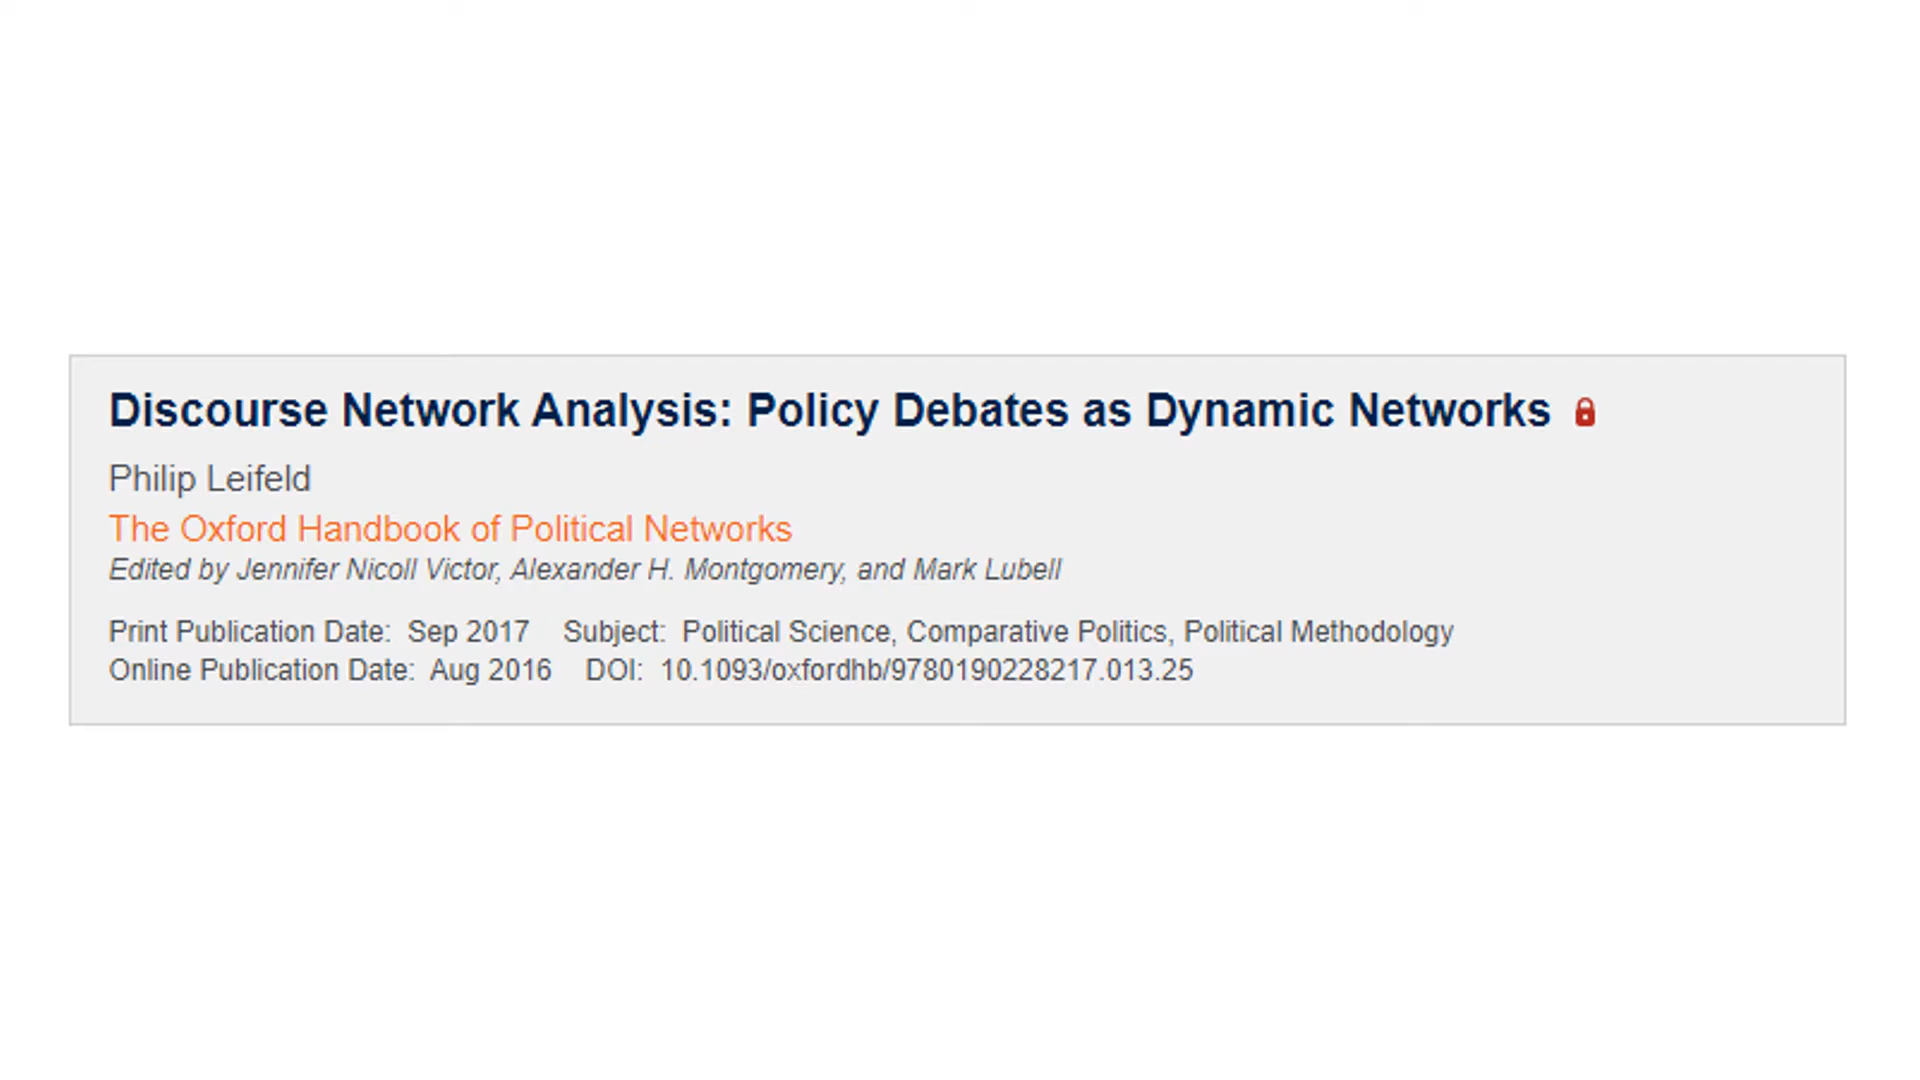 Discourse Network Analysis: Policy Debates as Dynamic Networks
Philip Leifeld
The Oxford Handbook of Political Networks
Edited by Jennifer Nicoll Victor, Alexander H. Montgomery, and Mark Lubell
Print Publication Date: Sep 2017 Subject: Political Science, Comparative Politics, Political Methodology
Online Publication Date: Aug 2016 DOI: 10.1093/oxfordhb/9780190228217.013.25